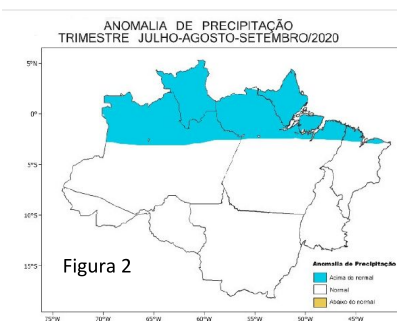 ANOMALIA DE PRECIPITAÇÃO
TRIMESTRE JULHO-AGOSTO-SETEMBRO/2020
5°N
0°
5°S
10°S
15°S
Figura 2
Anomalia de Precipitação
Acima do normal
Normal
Abaixo do normal
75°W 70°W 65°W 60°W 55°W 50°W 45°W